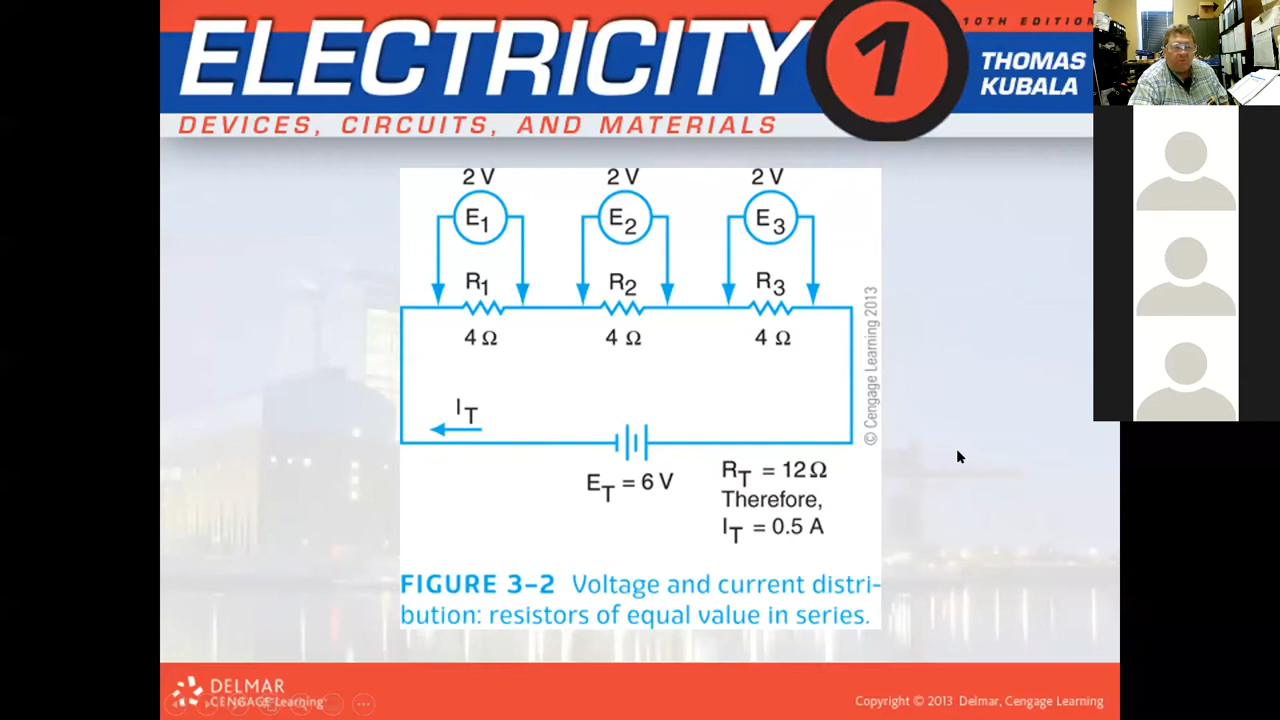 ELECTRICITY 1
10TH EDITION
THOMAS
KUBALA
DEVICES, CIRCUITS, AND MATERIALS
2 V 2 V 2 V
E1 E2 E3
R1 R2 R3
4 Ω 4 Ω 4 Ω
IT
ET = 6 V
RT = 12 Ω
Therefore,
IT = 0.5 A
© Cengage Learning 2013
FIGURE 3–2 Voltage and current distri-
bution: resistors of equal value in series.
DELMAR
CENGAGE Learning
Copyright © 2013 Delmar, Cengage Learning